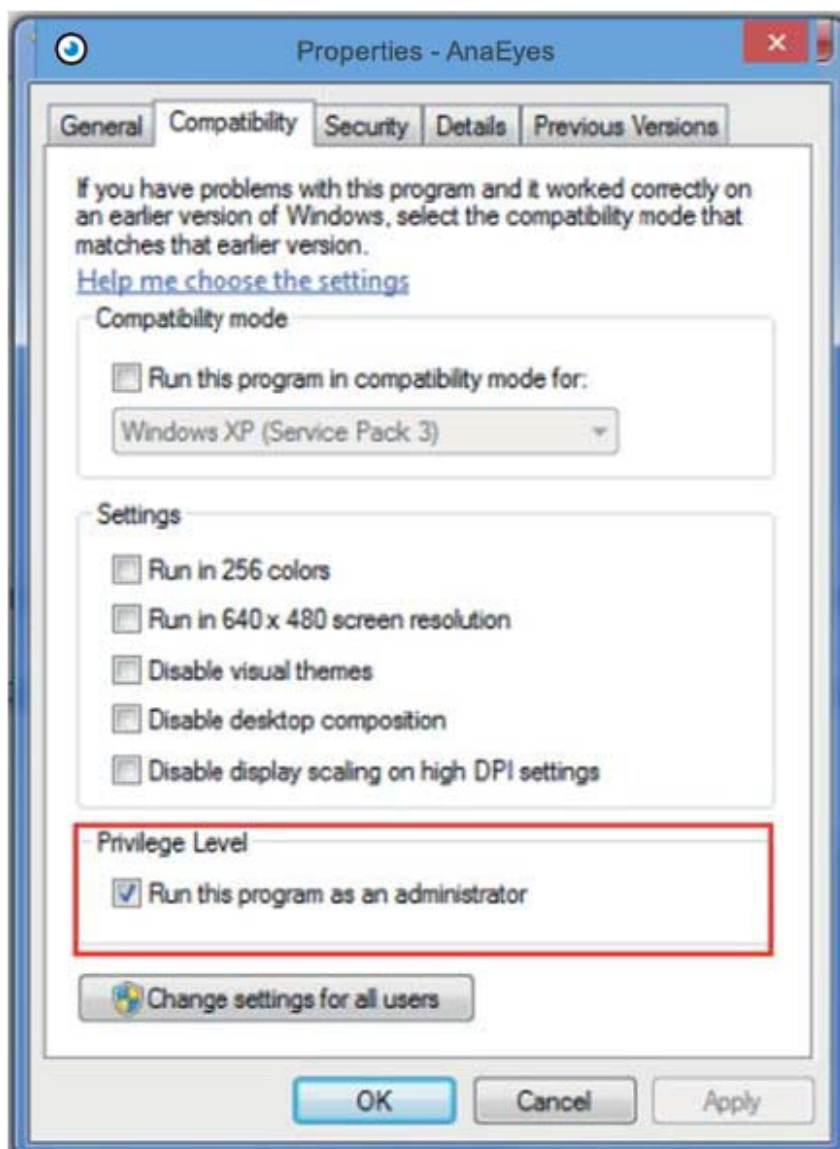 Properties - AnaEyes
General Compatibility Security Details Previous Versions
If you have problems with this program and it worked correctly on
an earlier version of Windows, select the compatibility mode that
matches that earlier version.
Help me choose the settings
Compatibility mode
Run this program in compatibility mode for:
Windows XP (Service Pack 3)
Settings
Run in 256 colors
Run in 640 x 480 screen resolution
Disable visual themes
Disable desktop composition
Disable display scaling on high DPI settings
Privilege Level
Run this program as an administrator
Change settings for all users
OK Cancel Apply